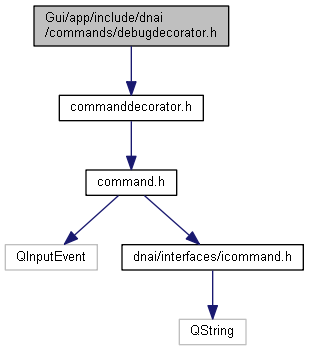 Gui/app/include/dnai
/commands/debugdecorator.h
commanddecorator.h
command.h
QInputEvent
dnai/interfaces/icommand.h
QString